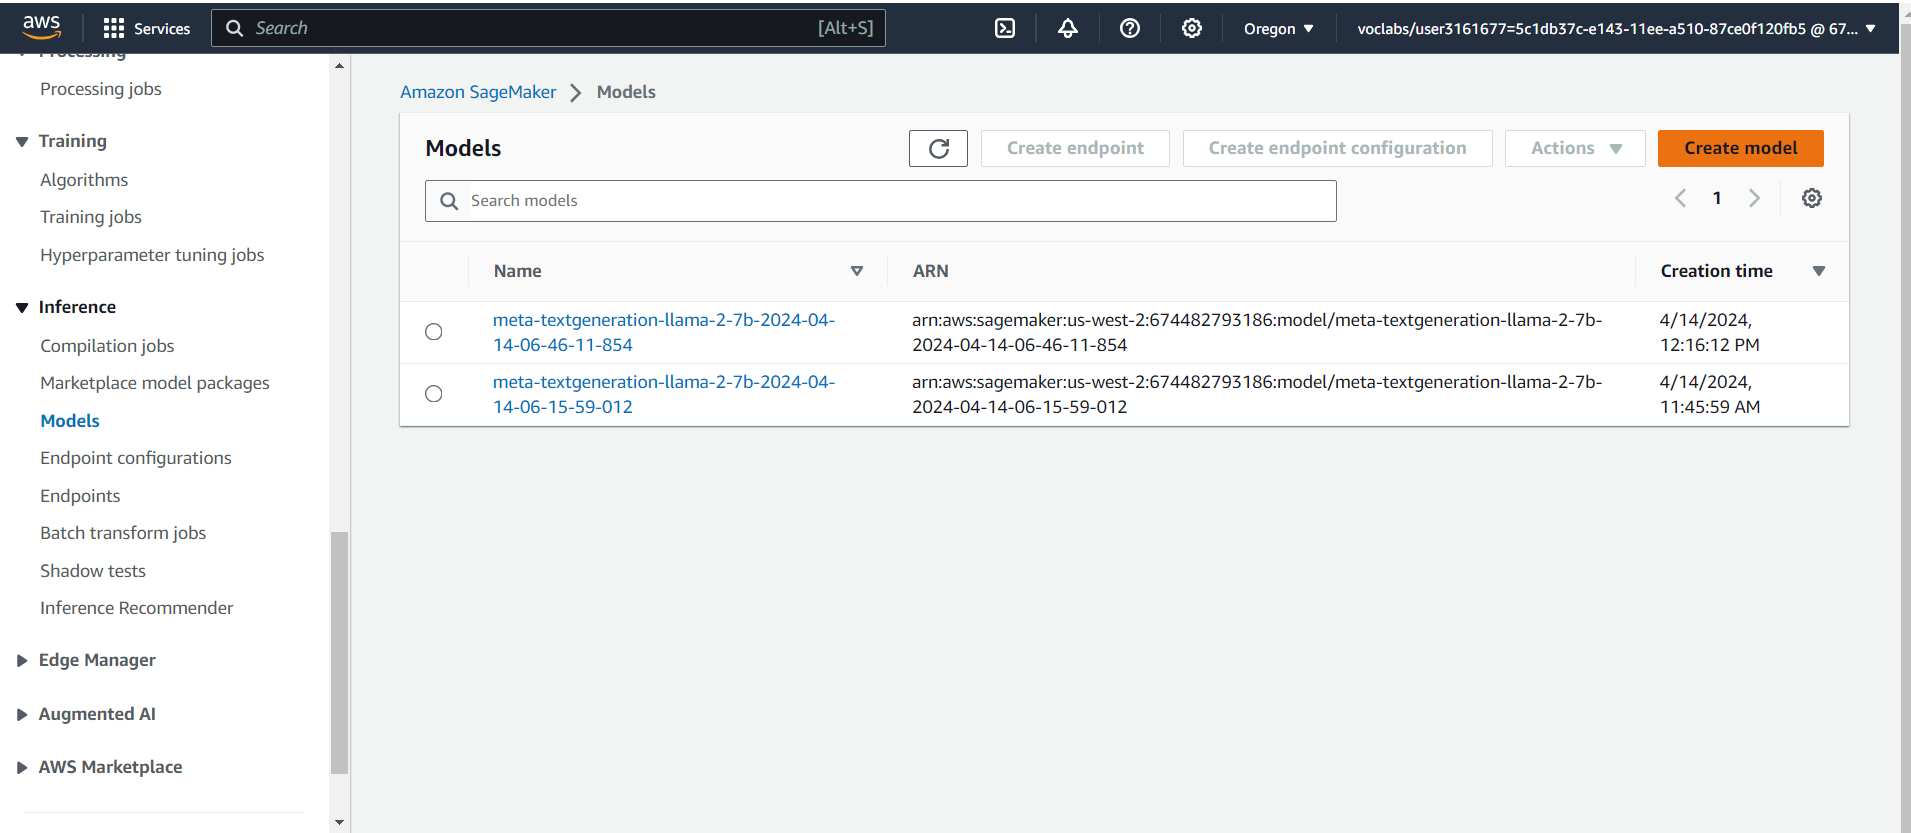 aws
Services
Search
[Alt+S]
Oregon
voclabs/user3161677=5c1db37c-e143-11ee-a510-87ce0f120fb5 @ 67...
Processing
Processing jobs
Training
Algorithms
Training jobs
Hyperparameter tuning jobs
Inference
Compilation jobs
Marketplace model packages
Models
Endpoint configurations
Endpoints
Batch transform jobs
Shadow tests
Inference Recommender
Edge Manager
Augmented AI
AWS Marketplace
Amazon SageMaker
Models
Models
Create endpoint
Create endpoint configuration
Actions
Create model
Search models
1
Name
ARN
Creation time
meta-textgeneration-llama-2-7b-2024-04-
14-06-46-11-854
arn:aws:sagemaker:us-west-2:674482793186:model/meta-textgeneration-llama-2-7b-
2024-04-14-06-46-11-854
4/14/2024,
12:16:12 PM
meta-textgeneration-llama-2-7b-2024-04-
14-06-15-59-012
arn:aws:sagemaker:us-west-2:674482793186:model/meta-textgeneration-llama-2-7b-
2024-04-14-06-15-59-012
4/14/2024,
11:45:59 AM